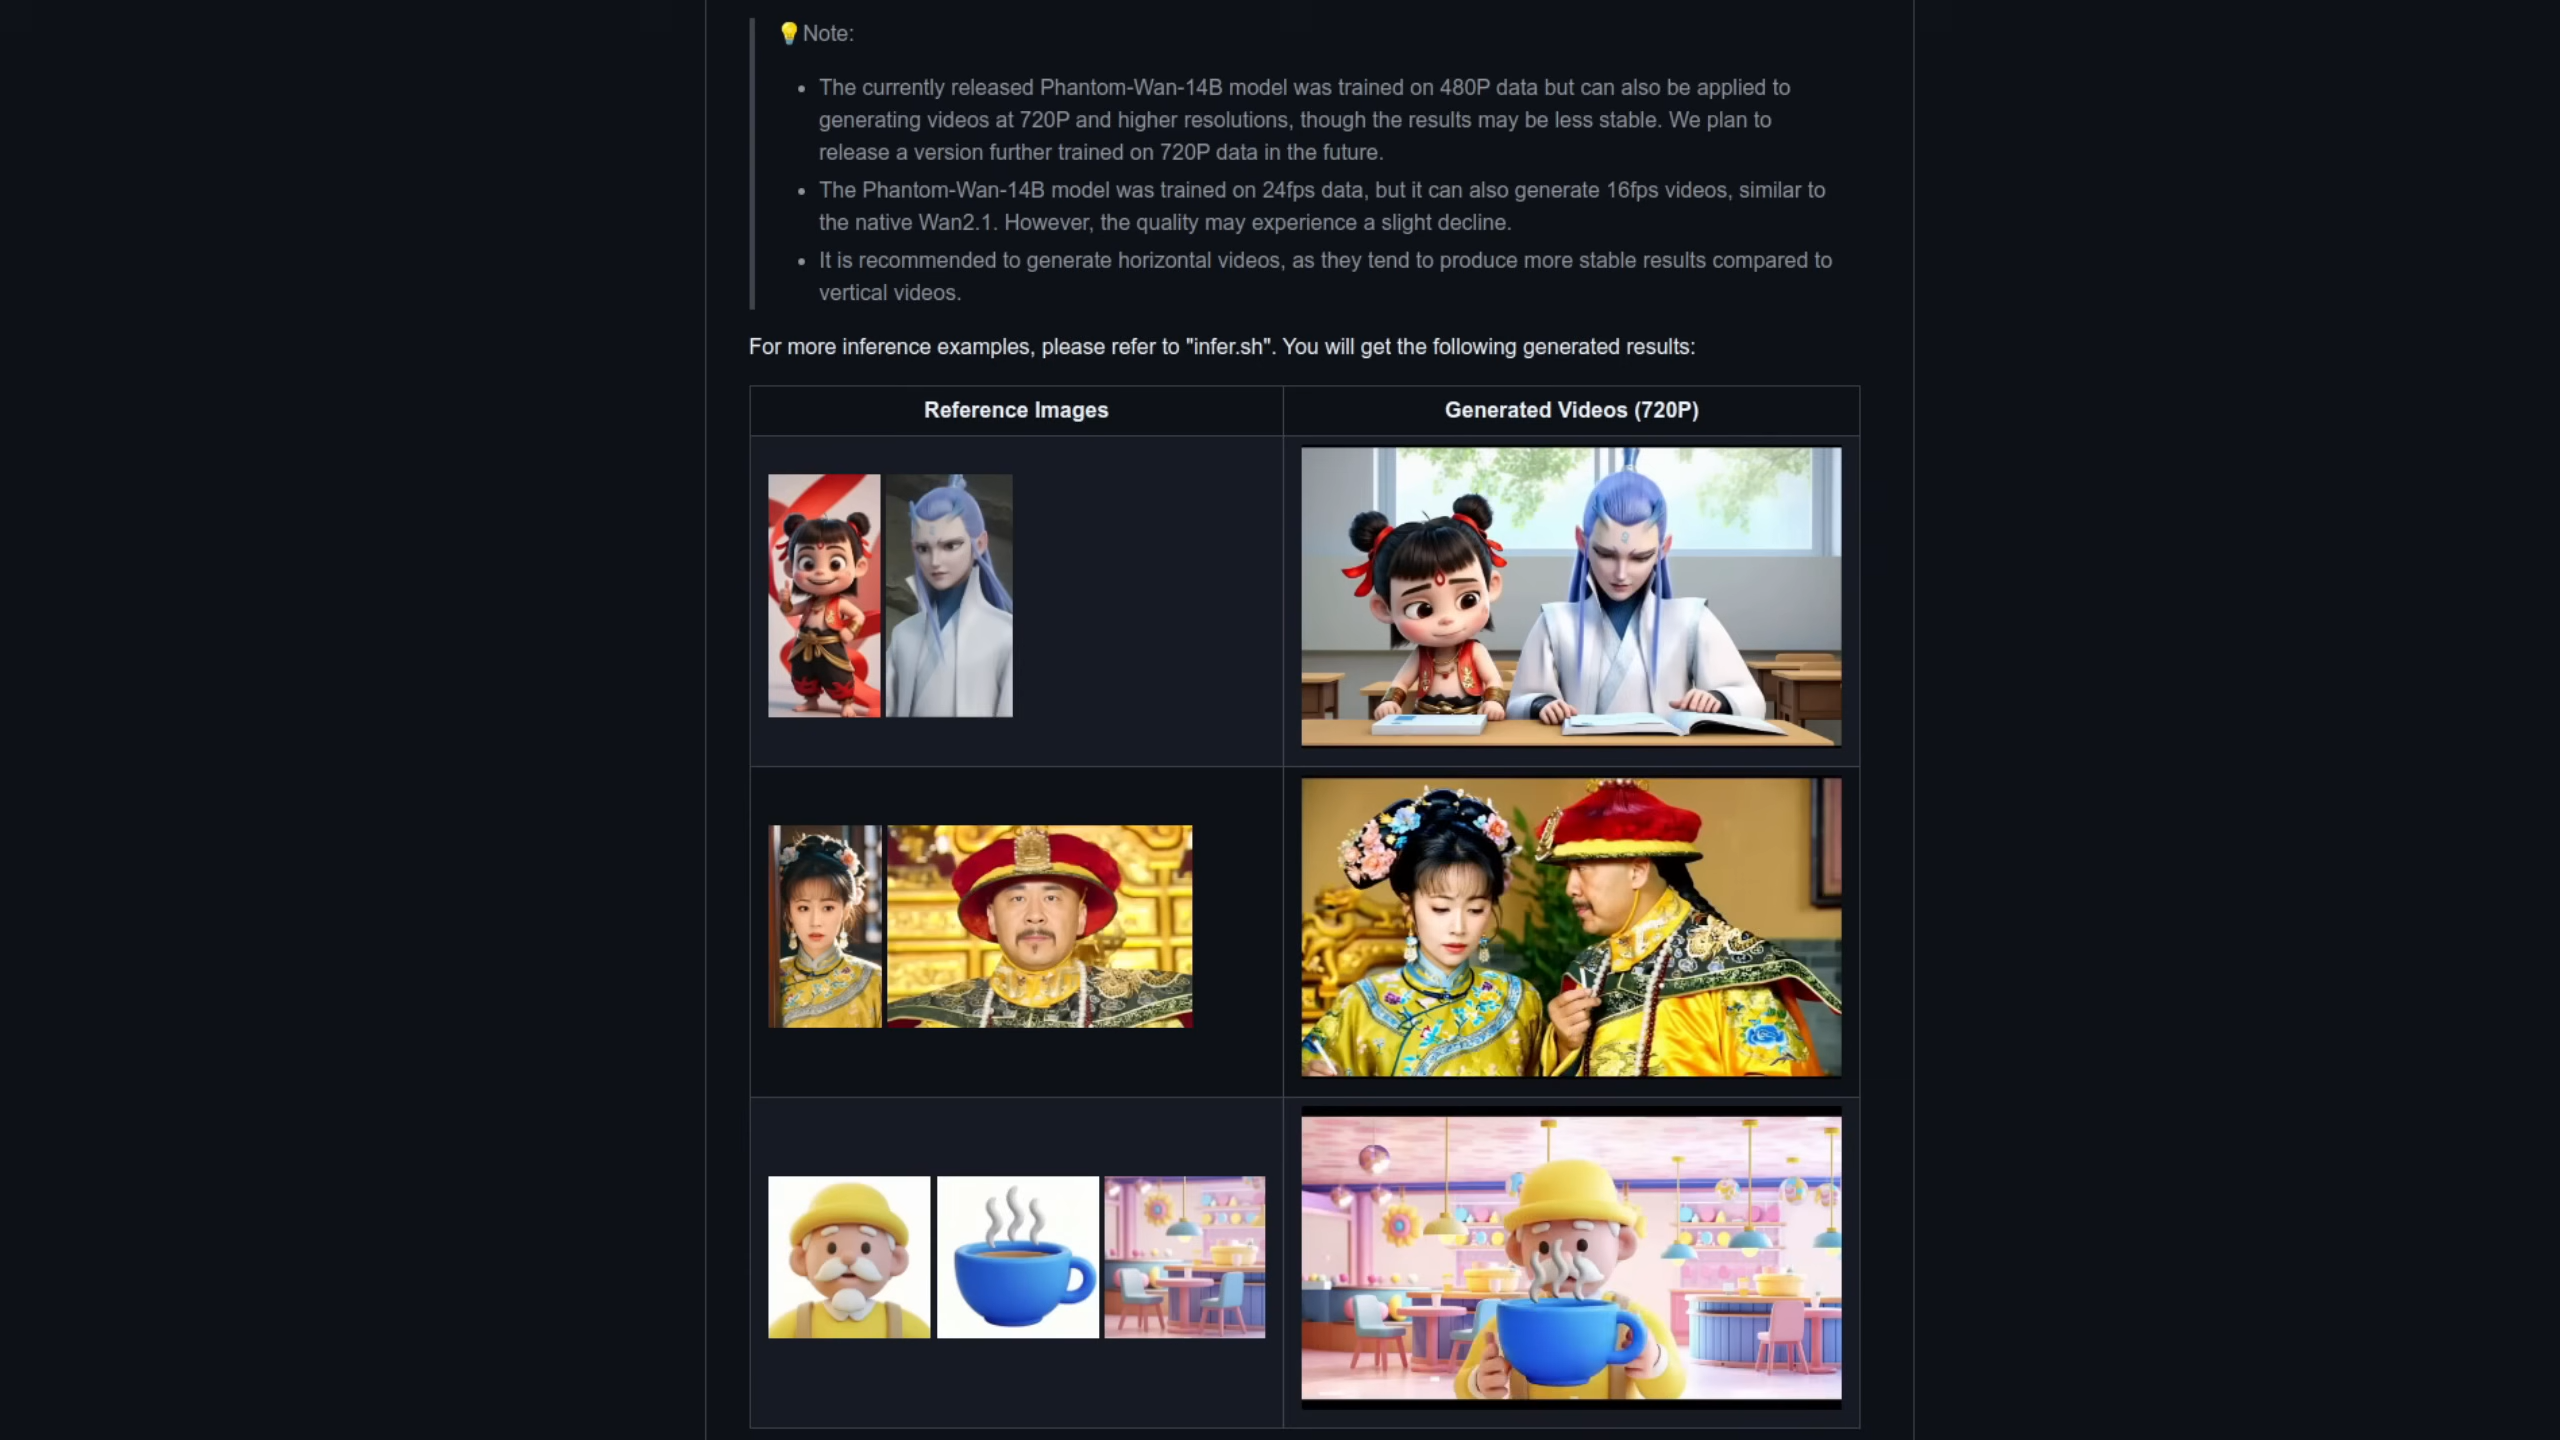 💡Note:
• The currently released Phantom-Wan-14B model was trained on 480P data but can also be applied to
generating videos at 720P and higher resolutions, though the results may be less stable. We plan to
release a version further trained on 720P data in the future.
• The Phantom-Wan-14B model was trained on 24fps data, but it can also generate 16fps videos, similar to
the native Wan2.1. However, the quality may experience a slight decline.
• It is recommended to generate horizontal videos, as they tend to produce more stable results compared to
vertical videos.
For more inference examples, please refer to "infer.sh". You will get the following generated results:
Reference Images
Generated Videos (720P)